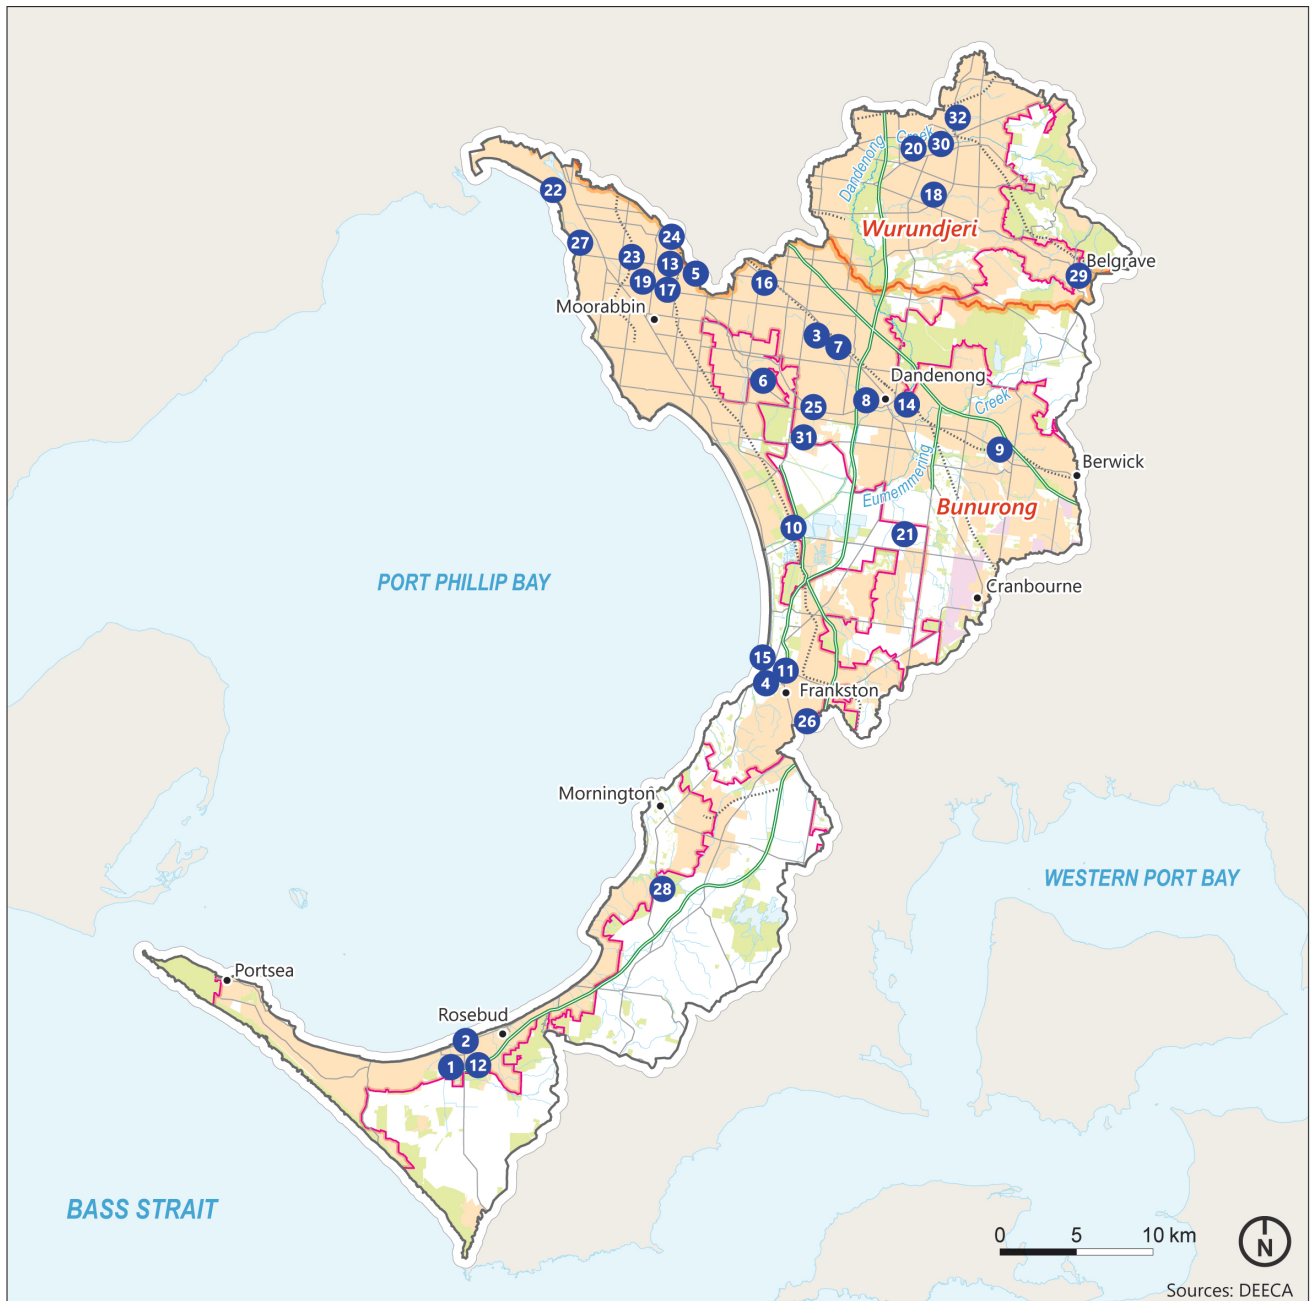 32
Creek
20
30
Dandenong
22
18
24
Wurundjeri
27
23
13
Belgrave
5
29
19
16
17
Moorabbin
3
7
Dandenong
6
8
14
25
Creek
31
9
Berwick
Eumemmering
Bunurong
10
21
PORT PHILLIP BAY
Cranbourne
15
11
4
Frankston
26
Mornington
WESTERN PORT BAY
28
Portsea
Rosebud
2
1
12
BASS STRAIT
0 5 10 km
N
Sources: DEECA